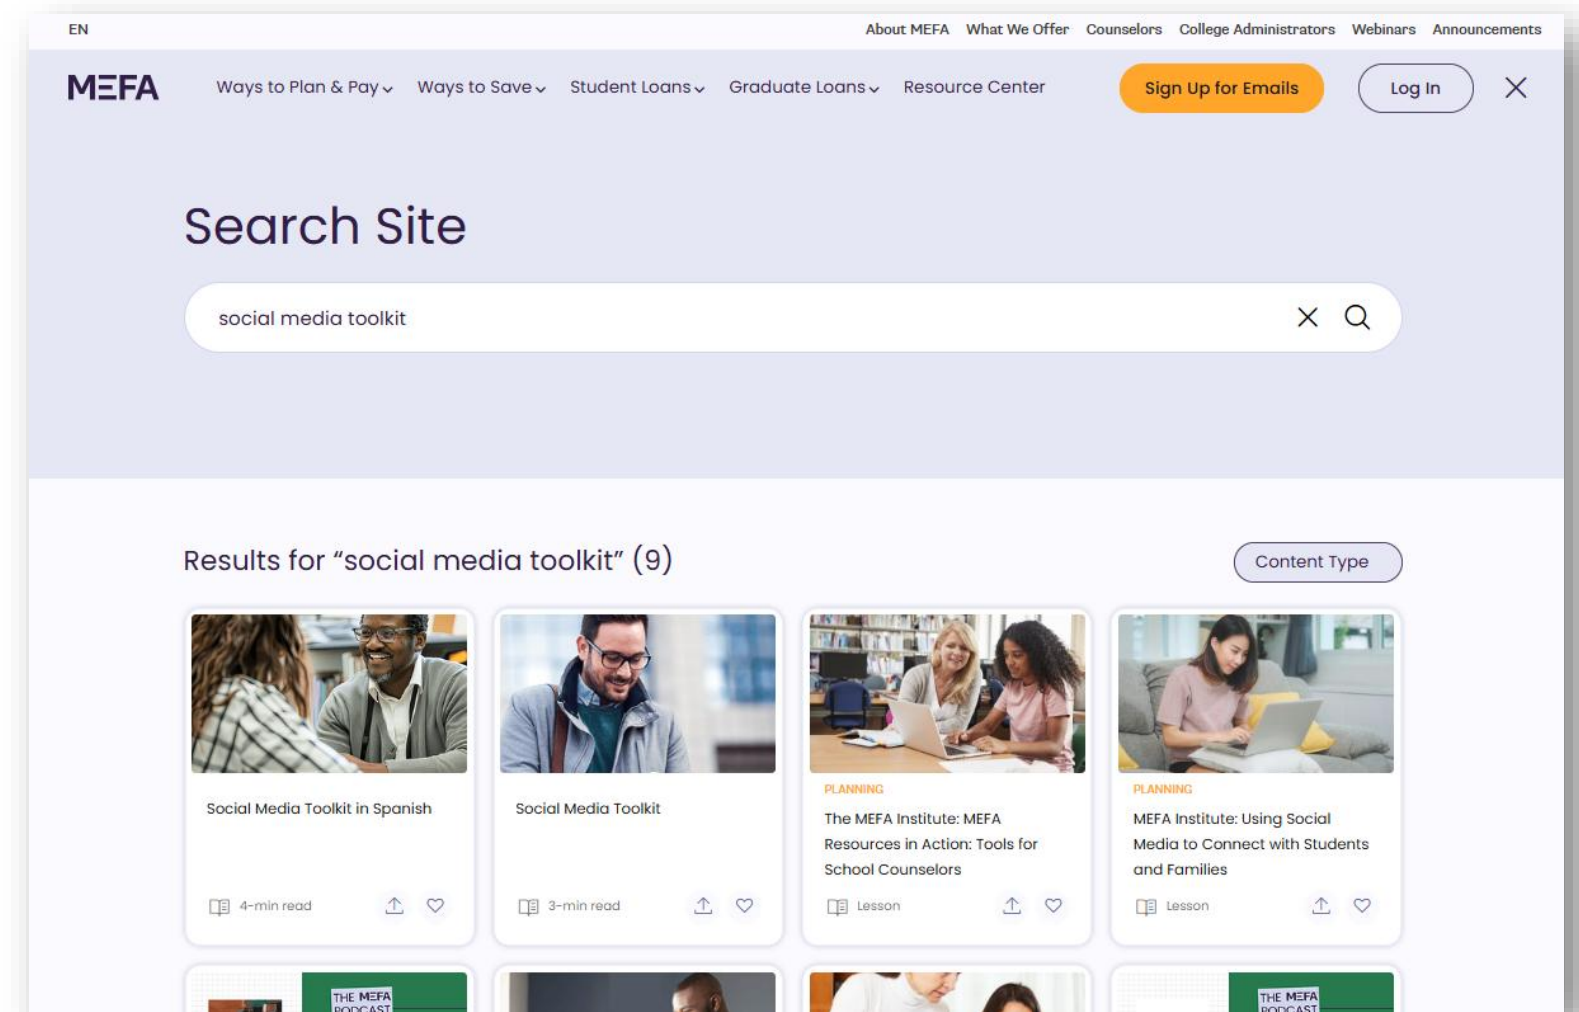 EN
About MEFA What We Offer Counselors College Administrators Webinars Announcements
MEFA Ways to Plan & Pay Ways to Save Student Loans Graduate Loans Resource Center Sign Up for Emails Log In
Search Site
social media toolkit
Results for “social media toolkit” (9) Content Type
Social Media Toolkit in Spanish
4-min read
Social Media Toolkit
3-min read
PLANNING
The MEFA Institute: MEFA
Resources in Action: Tools for
School Counselors
Lesson
PLANNING
MEFA Institute: Using Social
Media to Connect with Students
and Families
Lesson
THE MEFA
PODCAST
THE MEFA
PODCAST